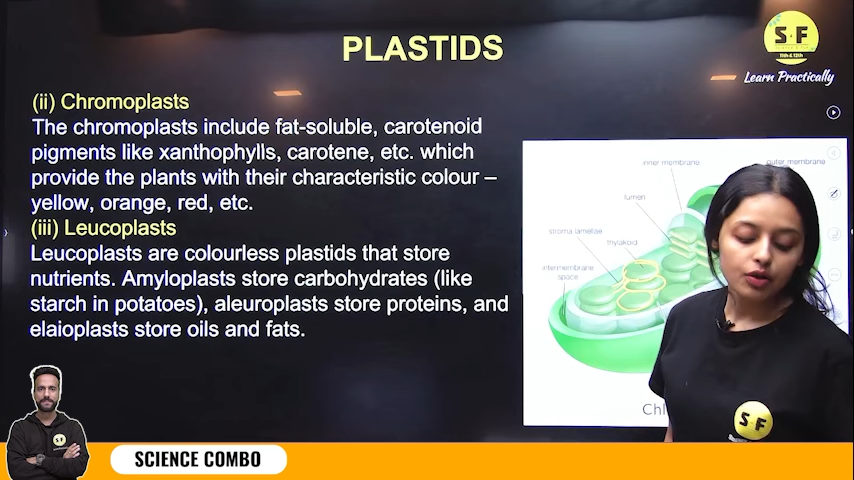 PLASTIDS
S·F
11th & 12th
Learn Practically
(ii) Chromoplasts
The chromoplasts include fat-soluble, carotenoid
pigments like xanthophylls, carotene, etc. which
provide the plants with their characteristic colour –
yellow, orange, red, etc.
(iii) Leucoplasts
Leucoplasts are colourless plastids that store
nutrients. Amyloplasts store carbohydrates (like
starch in potatoes), aleuroplasts store proteins, and
elaioplasts store oils and fats.
inner membrane
outer membrane
lumen
stroma lamellae
thylakoid
intermembrane
space
Chl
S·F
SCIENCE COMBO